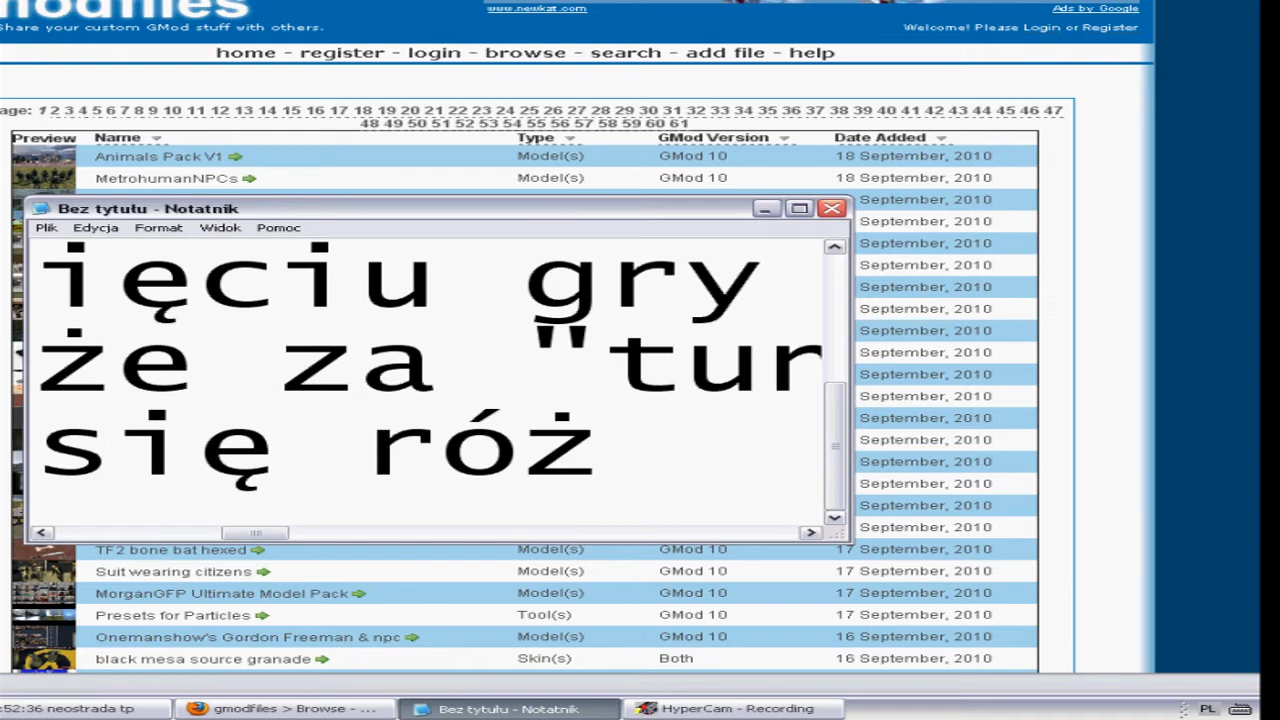 modfiles
Share your custom GMod stuff with others.
www.newkat.com
Ads by Google
Welcome! Please Login or Register
home - register - login - browse - search - add file - help
age: 1 2 3 4 5 6 7 8 9 10 11 12 13 14 15 16 17 18 19 20 21 22 23 24 25 26 27 28 29 30 31 32 33 34 35 36 37 38 39 40 41 42 43 44 45 46 47
48 49 50 51 52 53 54 55 56 57 58 59 60 61
Preview Name Type GMod Version Date Added
Animals Pack V1 Model(s) GMod 10 18 September, 2010
MetrohumanNPCs Model(s) GMod 10 18 September, 2010
September, 2010
Bez tytułu - Notatnik
September, 2010
Plik Edycja Format Widok Pomoc
September, 2010
September, 2010
ięciu gry
September, 2010
September, 2010
September, 2010
że za "tur
September, 2010
September, 2010
September, 2010
September, 2010
się róż
September, 2010
September, 2010
September, 2010
September, 2010
September, 2010
TF2 bone bat hexed Model(s) GMod 10 17 September, 2010
Suit wearing citizens Model(s) GMod 10 17 September, 2010
MorganGFP Ultimate Model Pack Model(s) GMod 10 17 September, 2010
Presets for Particles Tool(s) GMod 10 17 September, 2010
Onemanshow's Gordon Freeman & npc Model(s) GMod 10 16 September, 2010
black mesa source granade Skin(s) Both 16 September, 2010
:52:36 neostrada tp
gmodfiles > Browse - ...
Bez tytułu - Notatnik
HyperCam - Recording
PL